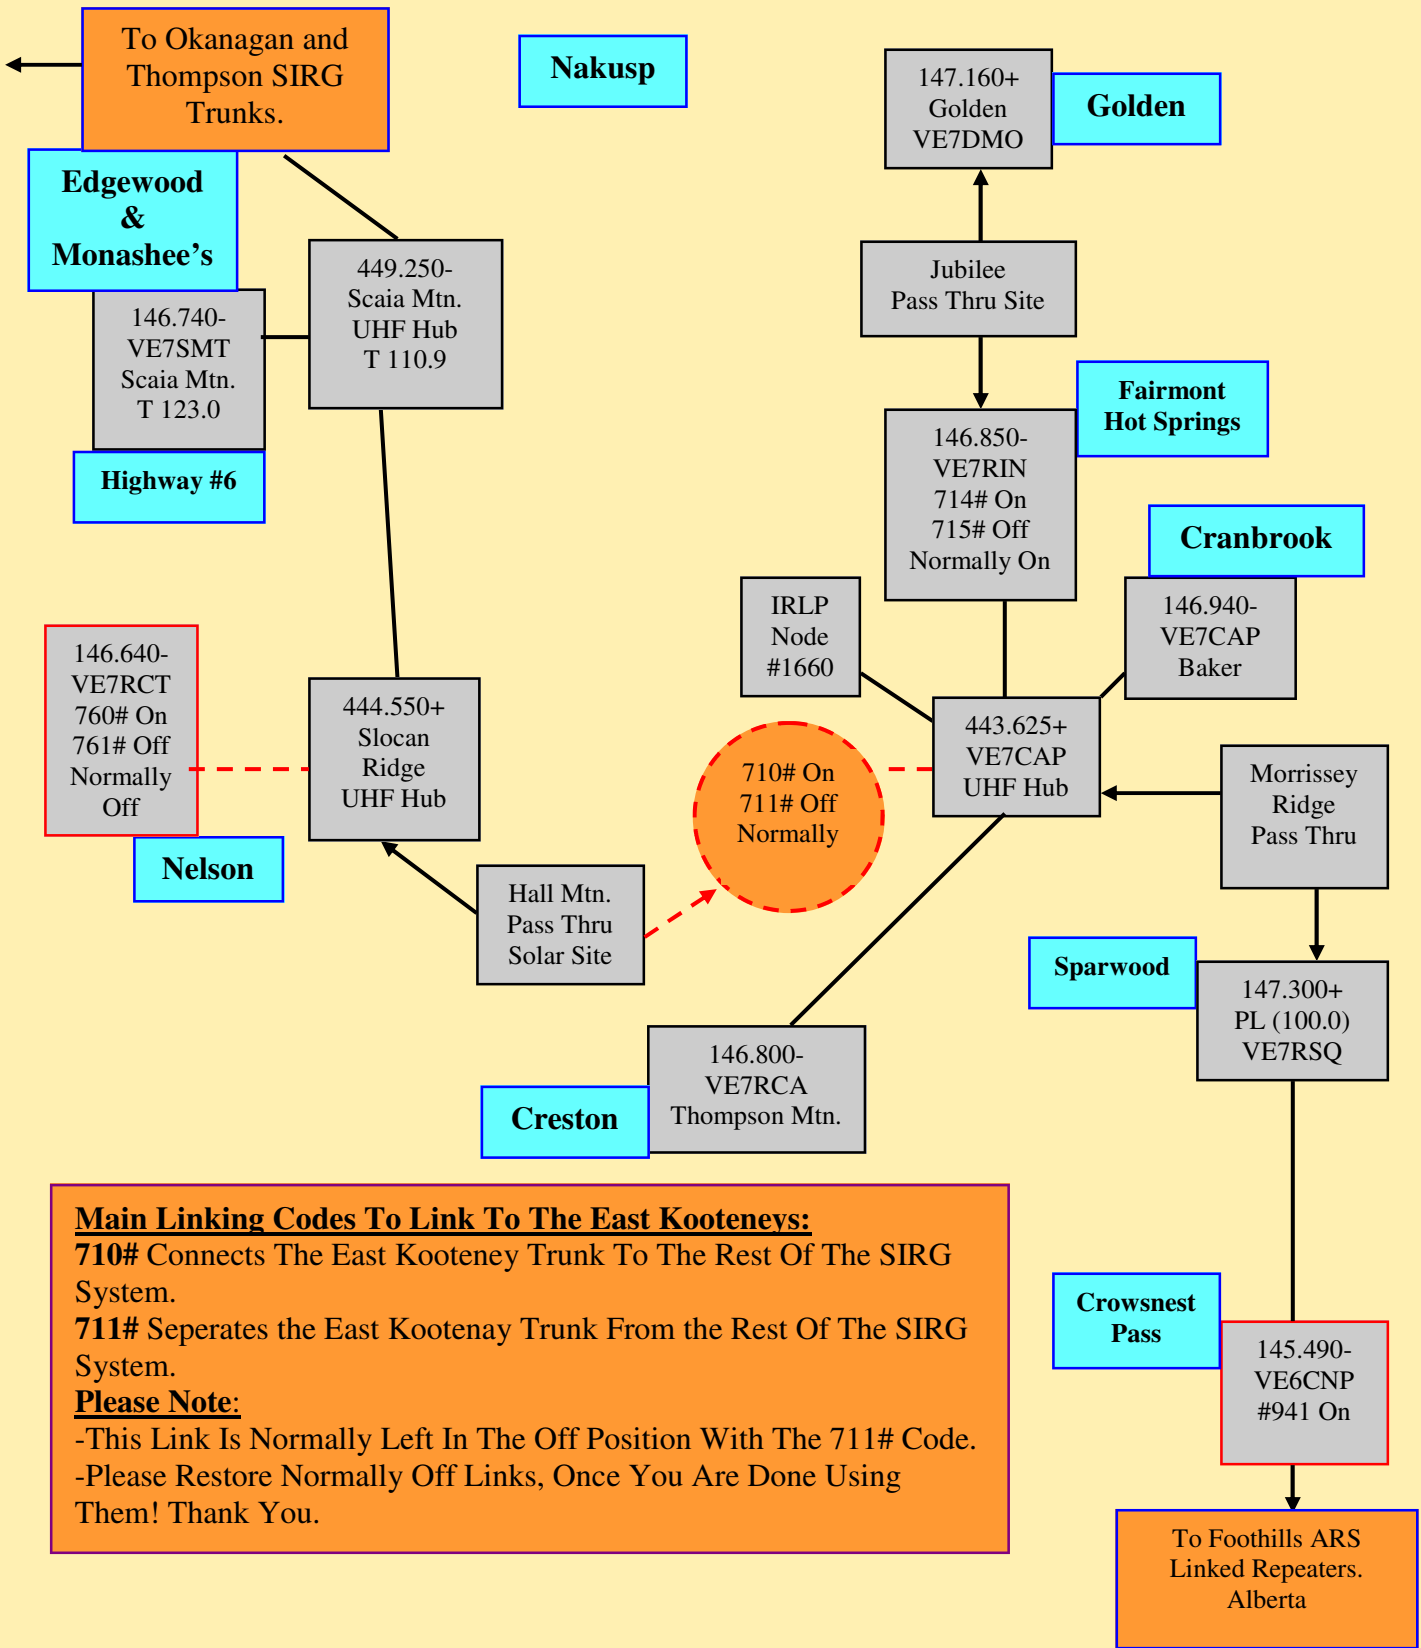 To Okanagan and
Thompson SIRG
Trunks.
Nakusp
147.160+
Golden
VE7DMO
Golden
Edgewood
&
Monashee’s
449.250-
Scaia Mtn.
UHF Hub
T 110.9
Jubilee
Pass Thru Site
146.740-
VE7SMT
Scaia Mtn.
T 123.0
Highway #6
Fairmont
Hot Springs
146.850-
VE7RIN
714# On
715# Off
Normally On
Cranbrook
IRLP
Node
#1660
146.940-
VE7CAP
Baker
146.640-
VE7RCT
760# On
761# Off
Normally
Off
Nelson
444.550+
Slocan
Ridge
UHF Hub
710# On
711# Off
Normally
443.625+
VE7CAP
UHF Hub
Morrissey
Ridge
Pass Thru
Hall Mtn.
Pass Thru
Solar Site
Sparwood
147.300+
PL (100.0)
VE7RSQ
146.800-
VE7RCA
Thompson Mtn.
Creston
Main Linking Codes To Link To The East Kooteneys:
710# Connects The East Kooteney Trunk To The Rest Of The SIRG
System.
711# Seperates the East Kootenay Trunk From the Rest Of The SIRG
System.
Please Note:
-This Link Is Normally Left In The Off Position With The 711# Code.
-Please Restore Normally Off Links, Once You Are Done Using
Them! Thank You.
Crowsnest
Pass
145.490-
VE6CNP
#941 On
To Foothills ARS
Linked Repeaters.
Alberta